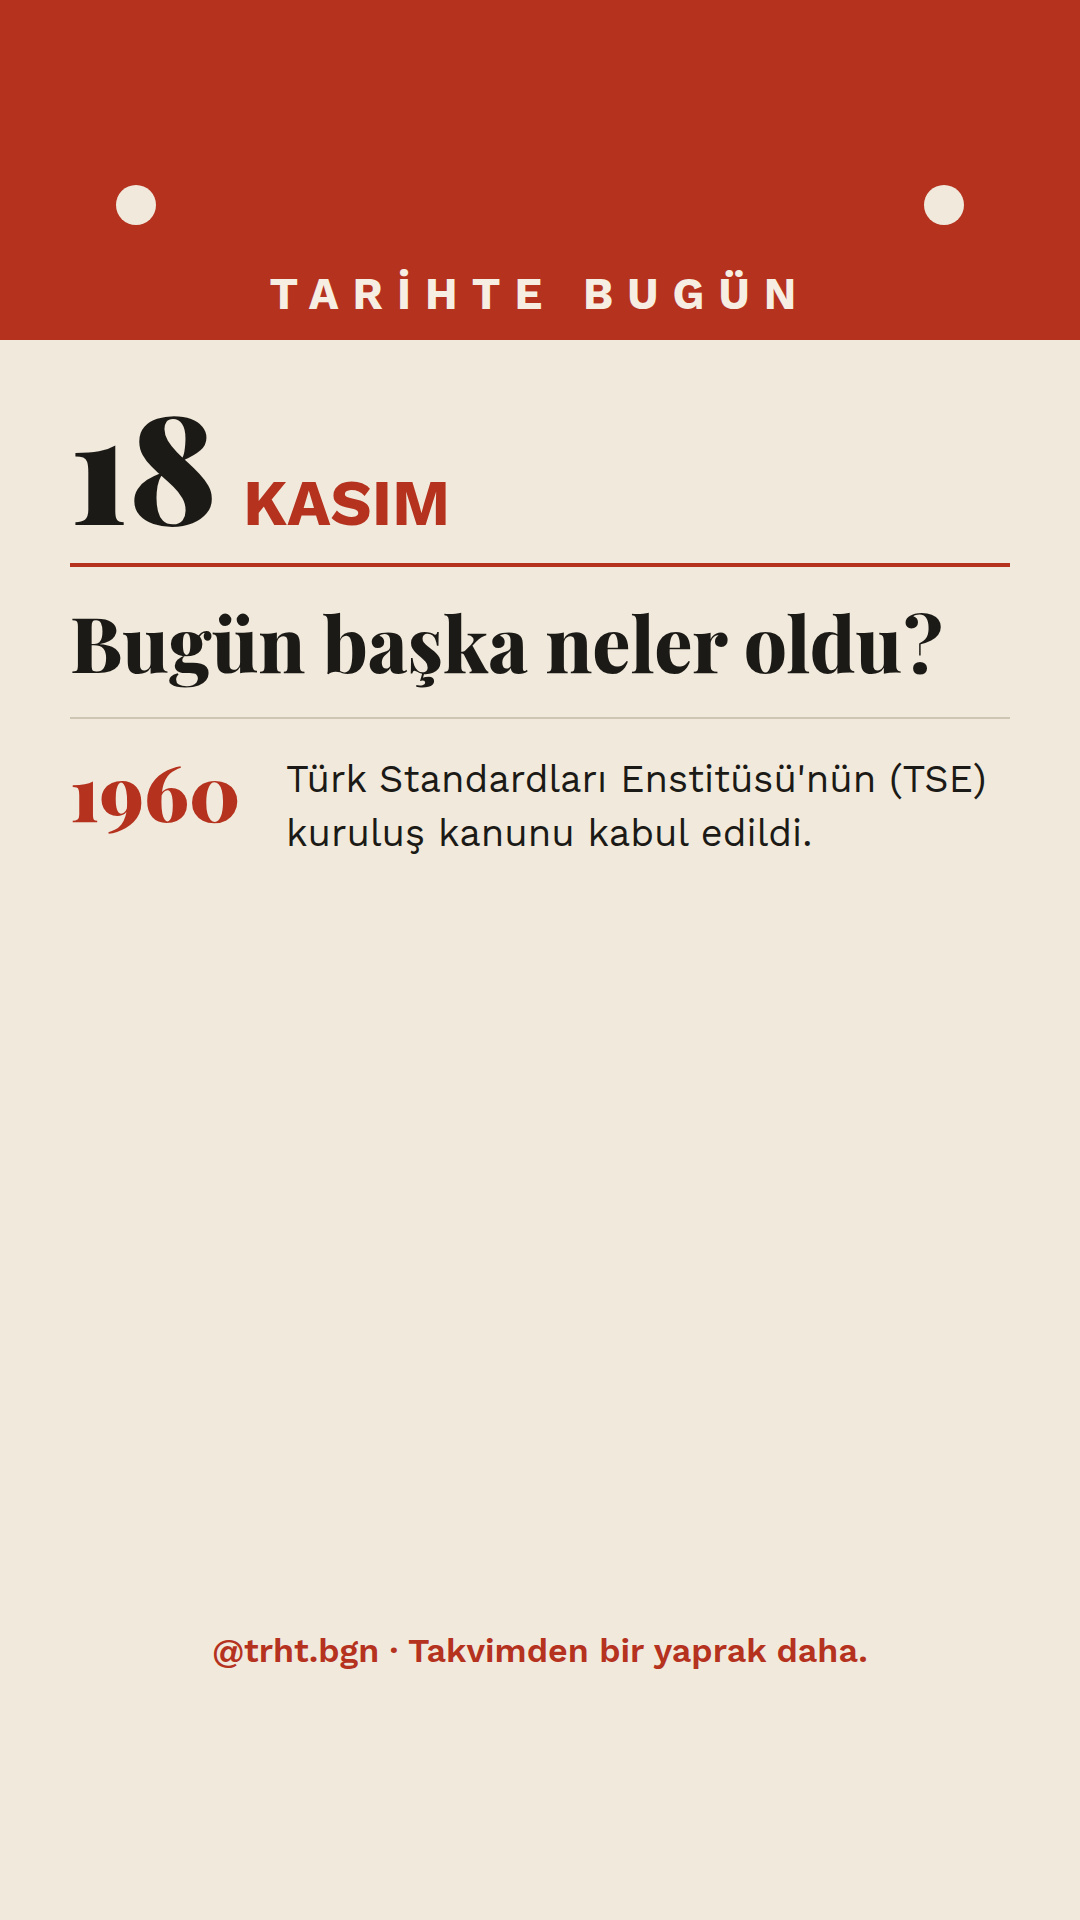 TARİHTE BUGÜN
18 KASIM
Bugün başka neler oldu?
1960
Türk Standardları Enstitüsü'nün (TSE)
kuruluş kanunu kabul edildi.
@trht.bgn · Takvimden bir yaprak daha.